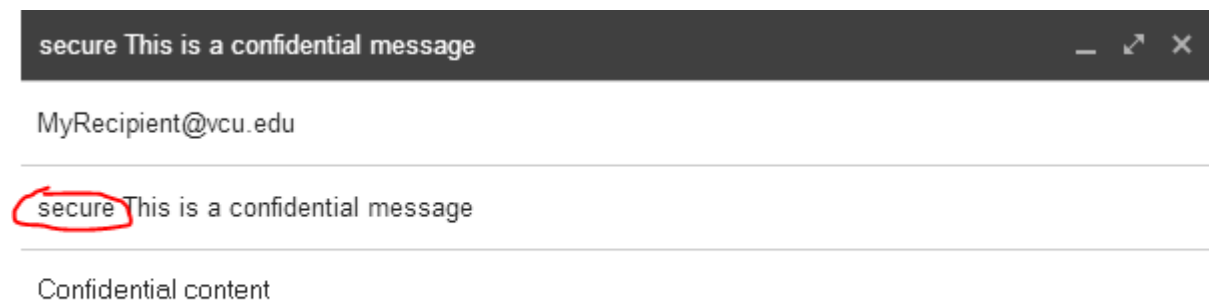 secure This is a confidential message
MyRecipient@vcu.edu
secure This is a confidential message
Confidential content